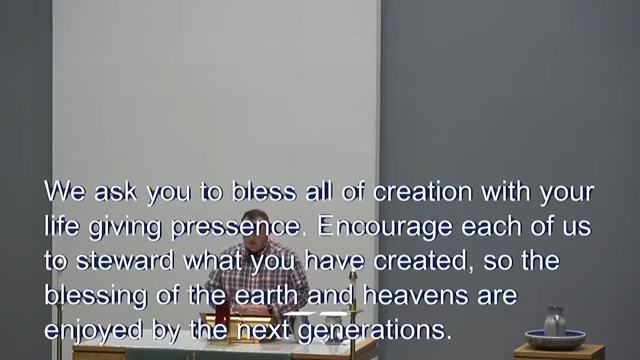 We ask you to bless all of creation with your
life giving pressence. Encourage each of us
to steward what you have created, so the
blessing of the earth and heavens are
enjoyed by the next generations.